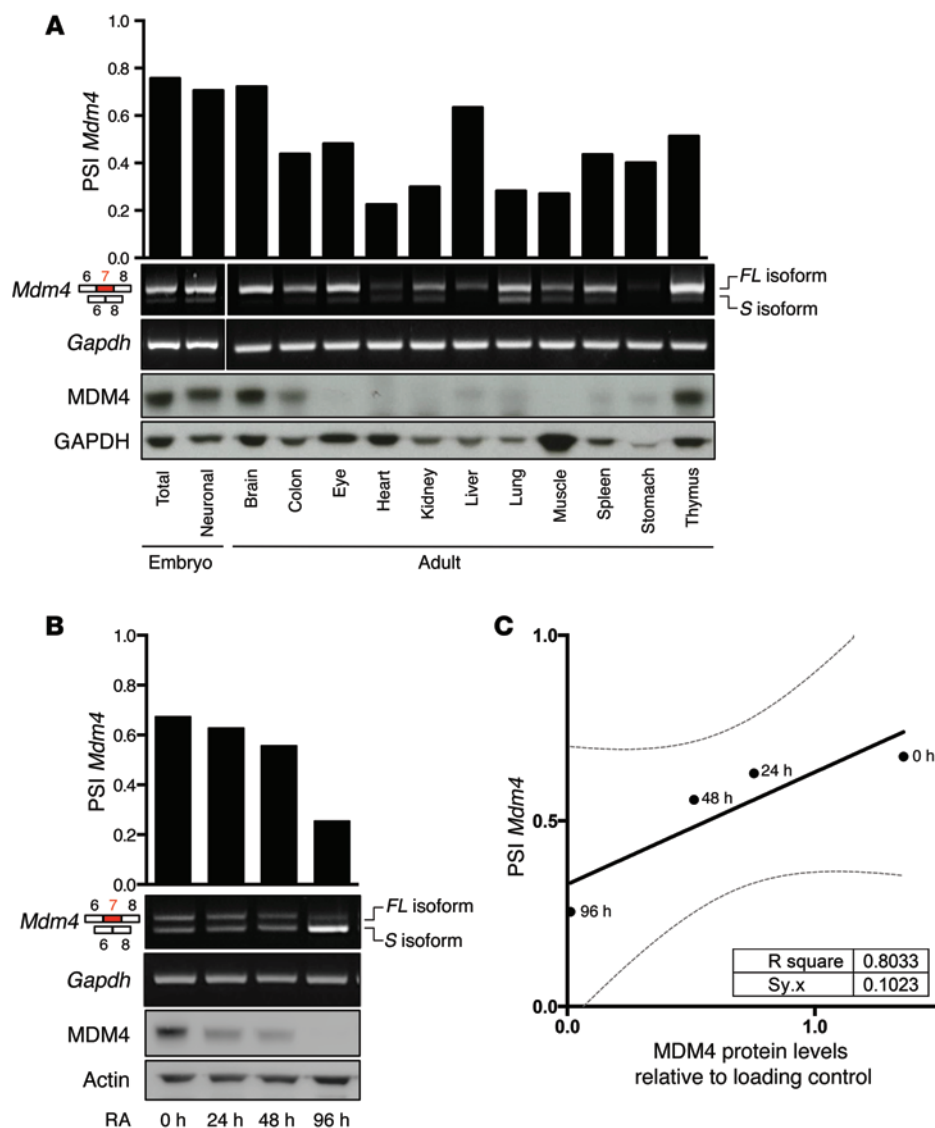 A
1.0
0.8
0.6
0.4
0.2
0.0
PSI Mdm4
Mdm4
6 7 8
6 8
FL isoform
S isoform
Gapdh
MDM4
GAPDH
Total
Neuronal
Brain
Colon
Eye
Heart
Kidney
Liver
Lung
Muscle
Spleen
Stomach
Thymus
Embryo
Adult
B
1.0
0.8
0.6
0.4
0.2
0.0
PSI Mdm4
Mdm4
6 7 8
6 8
FL isoform
S isoform
Gapdh
MDM4
Actin
RA 0 h 24 h 48 h 96 h
C
1.0
0.5
0.0
PSI Mdm4
0 h
24 h
48 h
96 h
R square 0.8033
Sy.x 0.1023
0.0 1.0
MDM4 protein levels
relative to loading control